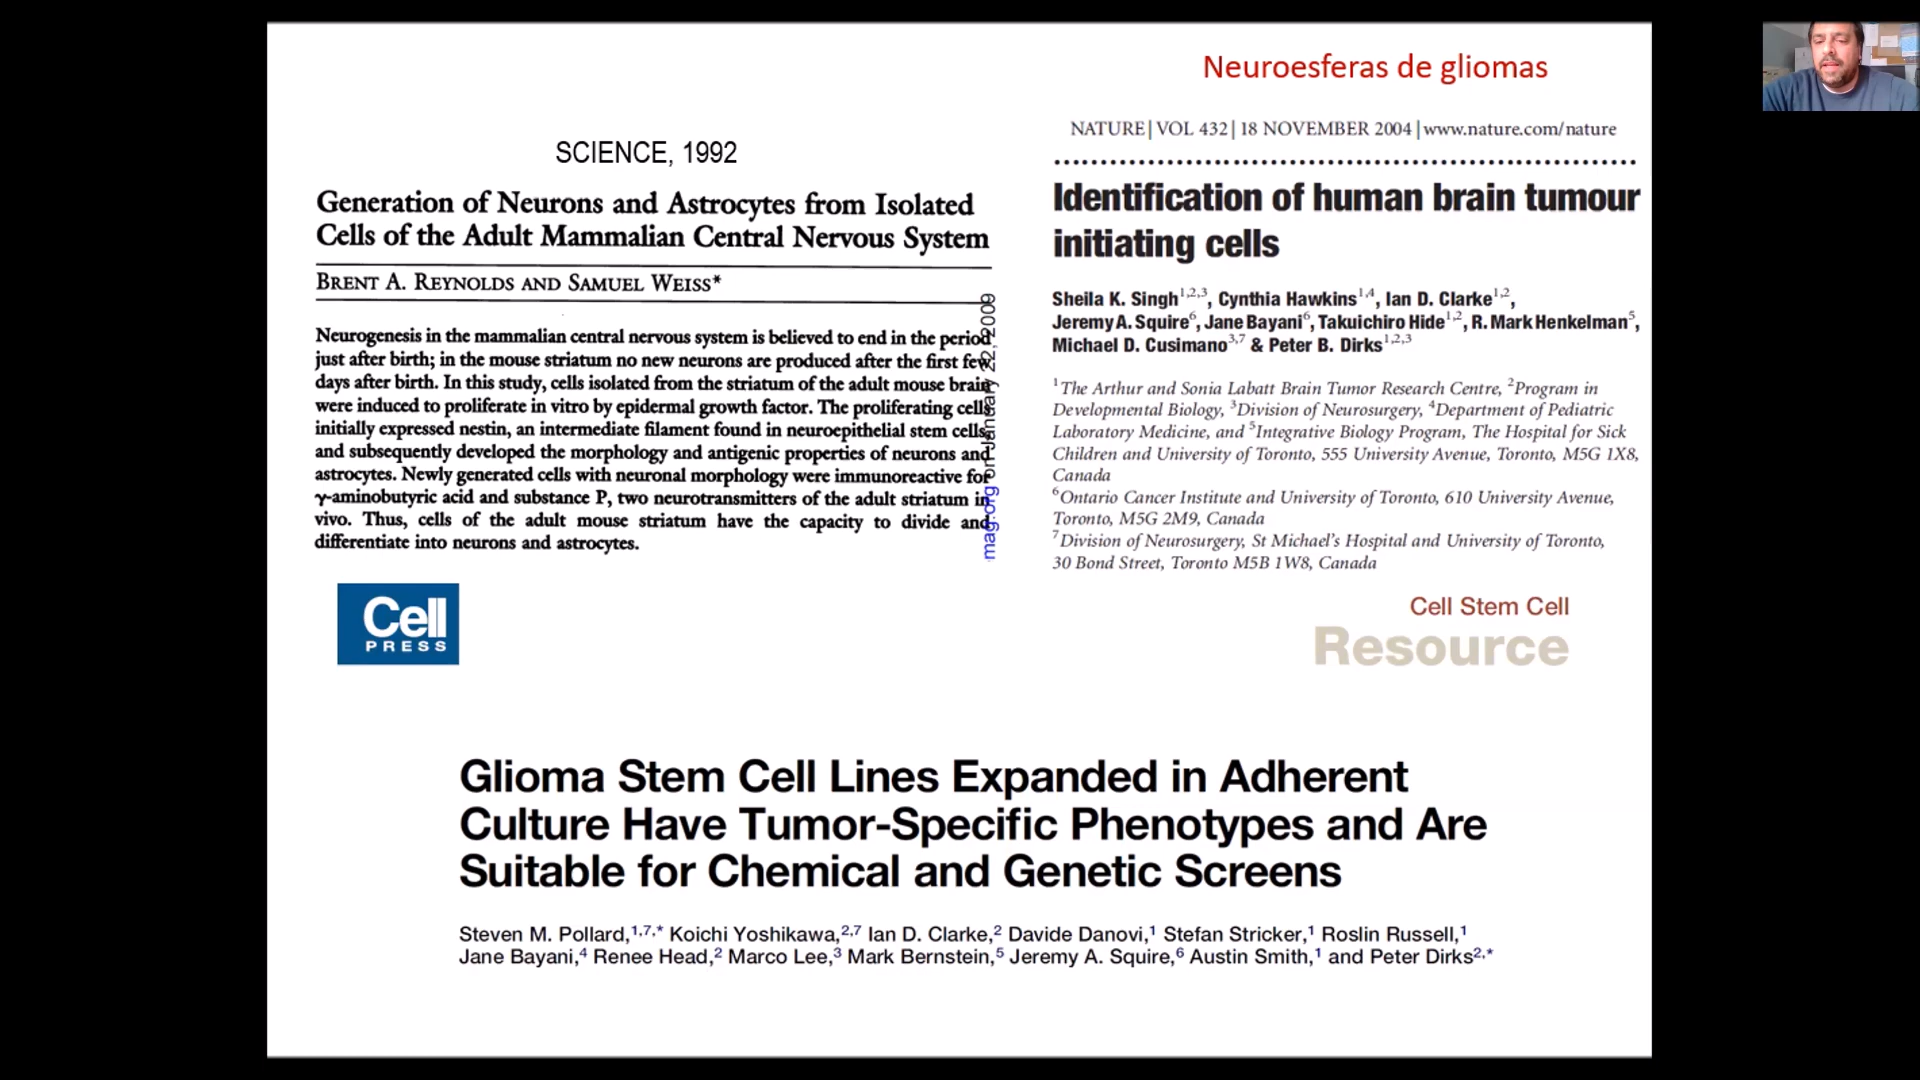 Neuroesferas de gliomas
SCIENCE, 1992
Generation of Neurons and Astrocytes from Isolated
Cells of the Adult Mammalian Central Nervous System
BRENT A. REYNOLDS AND SAMUEL WEISS*
Neurogenesis in the mammalian central nervous system is believed to end in the period
just after birth; in the mouse striatum no new neurons are produced after the first few
days after birth. In this study, cells isolated from the striatum of the adult mouse brain
were induced to proliferate in vitro by epidermal growth factor. The proliferating cells
initially expressed nestin, an intermediate filament found in neuroepithelial stem cells,
and subsequently developed the morphology and antigenic properties of neurons and
astrocytes. Newly generated cells with neuronal morphology were immunoreactive for
γ-aminobutyric acid and substance P, two neurotransmitters of the adult striatum in
vivo. Thus, cells of the adult mouse striatum have the capacity to divide and
differentiate into neurons and astrocytes.
mag.org on January 22, 2009
NATURE | VOL 432 | 18 NOVEMBER 2004 | www.nature.com/nature
Identification of human brain tumour
initiating cells
Sheila K. Singh1,2,3, Cynthia Hawkins1,4, Ian D. Clarke1,2,
Jeremy A. Squire6, Jane Bayani6, Takuichiro Hide1,2, R. Mark Henkelman5,
Michael D. Cusimano3,7 & Peter B. Dirks1,2,3
1The Arthur and Sonia Labatt Brain Tumor Research Centre, 2Program in
Developmental Biology, 3Division of Neurosurgery, 4Department of Pediatric
Laboratory Medicine, and 5Integrative Biology Program, The Hospital for Sick
Children and University of Toronto, 555 University Avenue, Toronto, M5G 1X8,
Canada
6Ontario Cancer Institute and University of Toronto, 610 University Avenue,
Toronto, M5G 2M9, Canada
7Division of Neurosurgery, St Michael's Hospital and University of Toronto,
30 Bond Street, Toronto M5B 1W8, Canada
Cell
PRESS
Cell Stem Cell
Resource
Glioma Stem Cell Lines Expanded in Adherent
Culture Have Tumor-Specific Phenotypes and Are
Suitable for Chemical and Genetic Screens
Steven M. Pollard,1,7,* Koichi Yoshikawa,2,7 Ian D. Clarke,2 Davide Danovi,1 Stefan Stricker,1 Roslin Russell,1
Jane Bayani,4 Renee Head,2 Marco Lee,3 Mark Bernstein,5 Jeremy A. Squire,6 Austin Smith,1 and Peter Dirks2,*